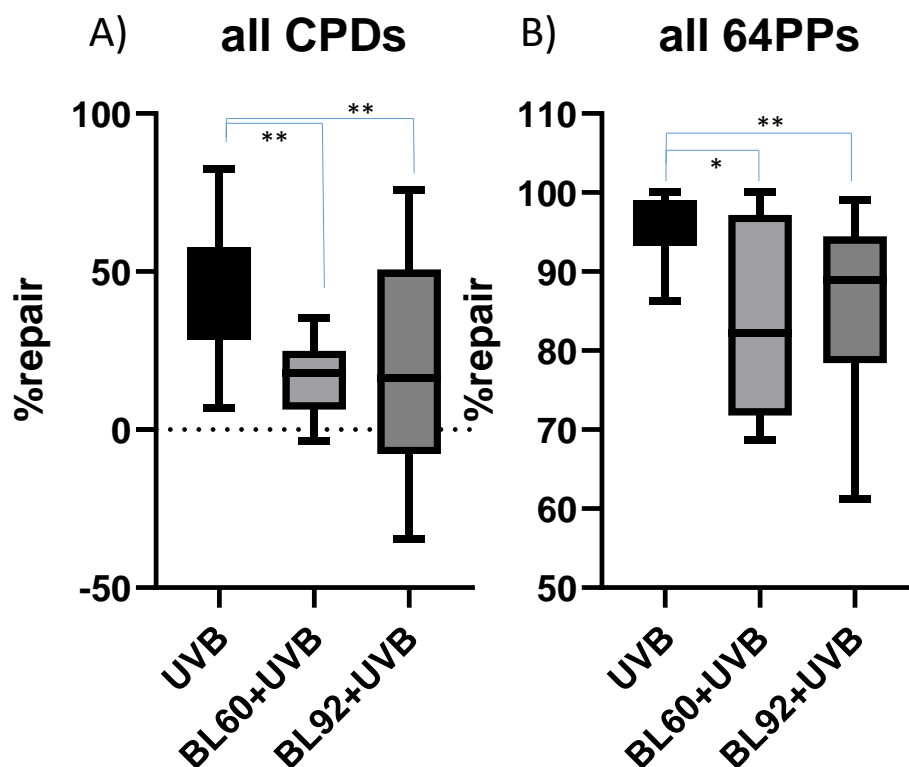 A) all CPDs
B) all 64PPs
%repair
100
50
0
-50
**
**
UVB
BL60+UVB
BL92+UVB
%repair
110
100
90
80
70
60
50
*
**
UVB
BL60+UVB
BL92+UVB